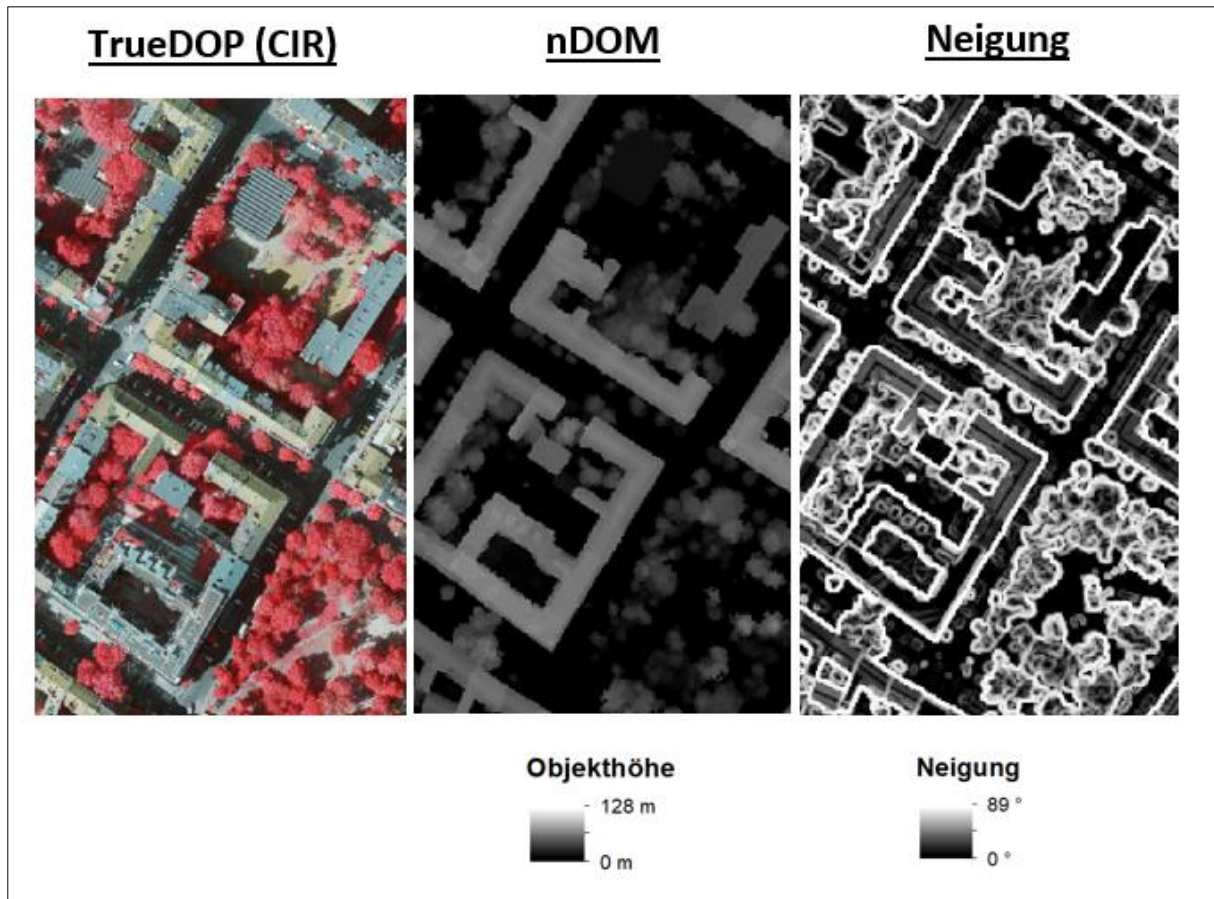 TrueDOP (CIR)
nDOM
Neigung
Objekthöhe
128 m
0 m
Neigung
89 °
0 °